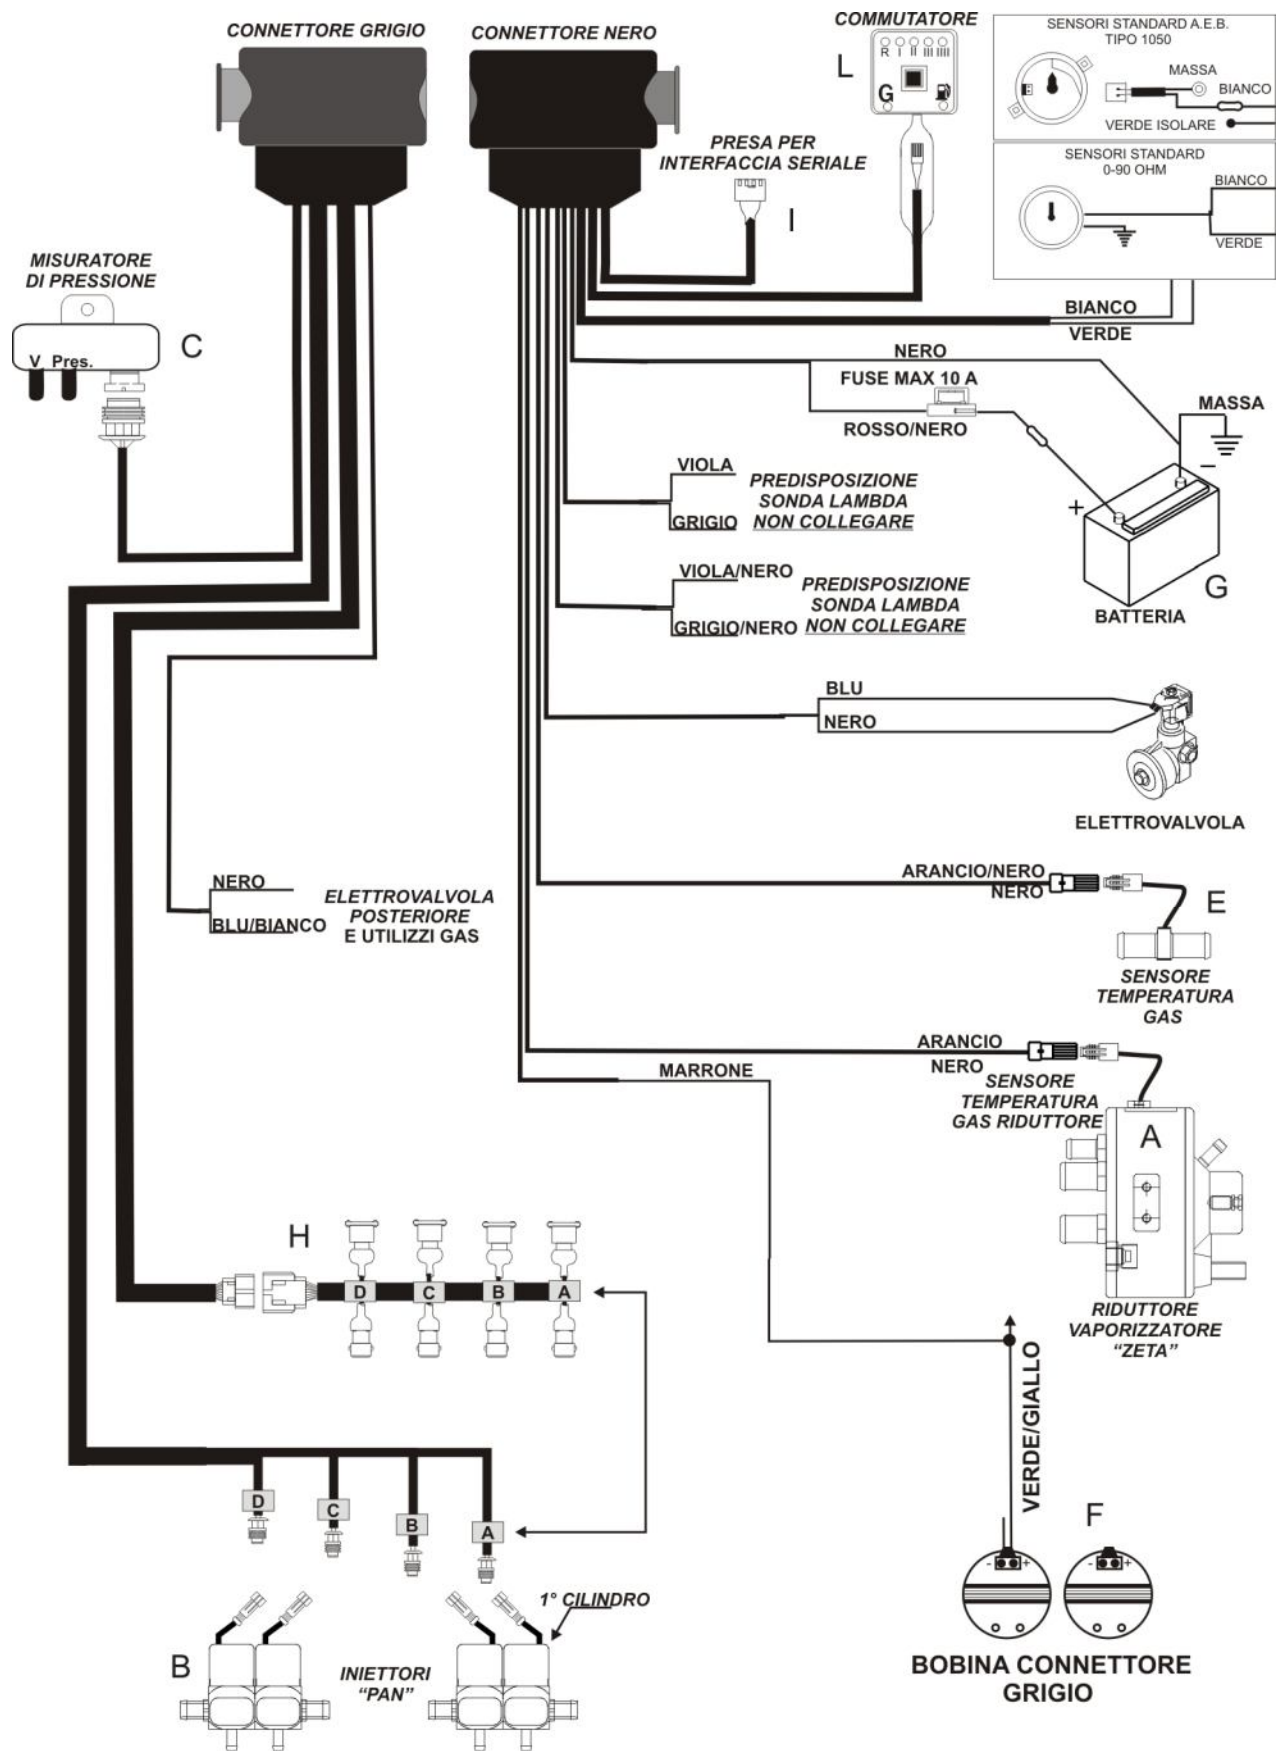 CONNETTORE GRIGIO
CONNETTORE NERO
COMMUTATORE
L
R I II III IIII
G
SENSORI STANDARD A.E.B.
TIPO 1050
MASSA
BIANCO
VERDE ISOLARE
SENSORI STANDARD
0-90 OHM
BIANCO
VERDE
PRESA PER
INTERFACCIA SERIALE
I
MISURATORE
DI PRESSIONE
C
V Pres.
BIANCO
VERDE
NERO
FUSE MAX 10 A
ROSSO/NERO
MASSA
+
−
G
BATTERIA
VIOLA
GRIGIO
PREDISPOSIZIONE
SONDA LAMBDA
NON COLLEGARE
VIOLA/NERO
GRIGIO/NERO
PREDISPOSIZIONE
SONDA LAMBDA
NON COLLEGARE
BLU
NERO
ELETTROVALVOLA
NERO
BLU/BIANCO
ELETTROVALVOLA
POSTERIORE
E UTILIZZI GAS
ARANCIO/NERO
NERO
E
SENSORE
TEMPERATURA
GAS
ARANCIO
NERO
MARRONE
SENSORE
TEMPERATURA
GAS RIDUTTORE
A
RIDUTTORE
VAPORIZZATORE
“ZETA”
H
D C B A
VERDE/GIALLO
D
C
B
A
F
- +
- +
1° CILINDRO
B
INIETTORI
“PAN”
BOBINA CONNETTORE
GRIGIO